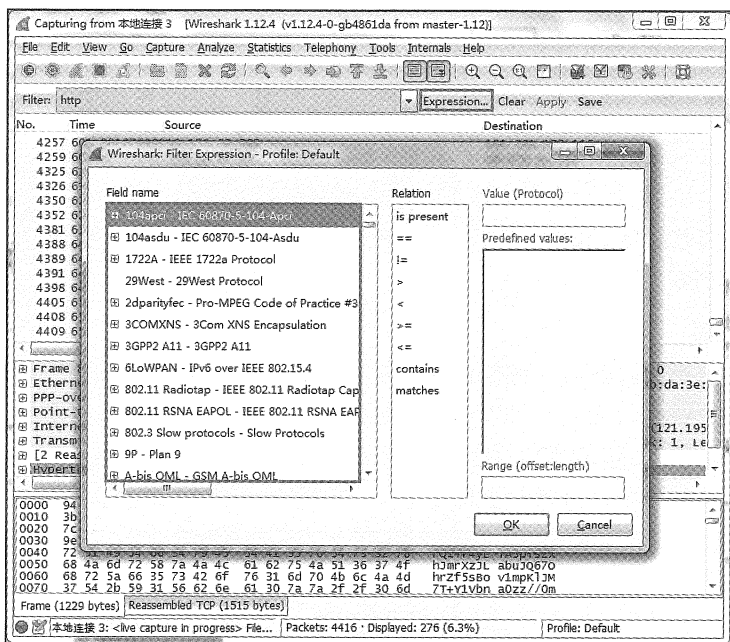 Capturing from 本地连接 3 [Wireshark 1.12.4 (v1.12.4-0-gb4861da from master-1.12)]
File Edit View Go Capture Analyze Statistics Telephony Tools Internals Help
Filter: http Expression... Clear Apply Save
No. Time Source Destination
4257
4259
4325
4326
4350
4352
4381
4388
4389
4391
4398
4405
4408
4409
Wireshark: Filter Expression - Profile: Default
Field name
104apci - IEC 60870-5-104-Apci
104asdu - IEC 60870-5-104-Asdu
1722A - IEEE 1722a Protocol
29West - 29West Protocol
2dparityfec - Pro-MPEG Code of Practice #3
3COMXNS - 3Com XNS Encapsulation
3GPP2 A11 - 3GPP2 A11
6LoWPAN - IPv6 over IEEE 802.15.4
802.11 Radiotap - IEEE 802.11 Radiotap Cap
802.11 RSNA EAPOL - IEEE 802.11 RSNA EAP
802.3 Slow protocols - Slow Protocols
9P - Plan 9
A-bis OML - GSM A-bis OML
Relation
is present
==
!=
>
<
>=
<=
contains
matches
Value (Protocol)
Predefined values:
Range (offset:length)
OK Cancel
Frame
Ethern
PPP-ov
Point-
Intern (121.195
Transm k: 1, Le
[2 Reas
Hypert
0000 94
0010 3b
0020 7c
0030 9e
0040 72
0050 68 4a 6d 72 58 7a 4a 4c 61 62 75 4a 51 36 37 4f hJmrXzJL abuJQ67O
0060 68 72 5a 66 35 73 42 6f 76 31 6d 70 4b 6c 4a 4d hrZf5sBo v1mpKlJM
0070 37 54 2b 59 31 56 62 6e 61 30 7a 7a 2f 2f 30 6d 7T+Y1Vbn a0zz//0m
Frame (1229 bytes) Reassembled TCP (1515 bytes)
本地连接 3: <live capture in progress> File... Packets: 4416 · Displayed: 276 (6.3%) Profile: Default